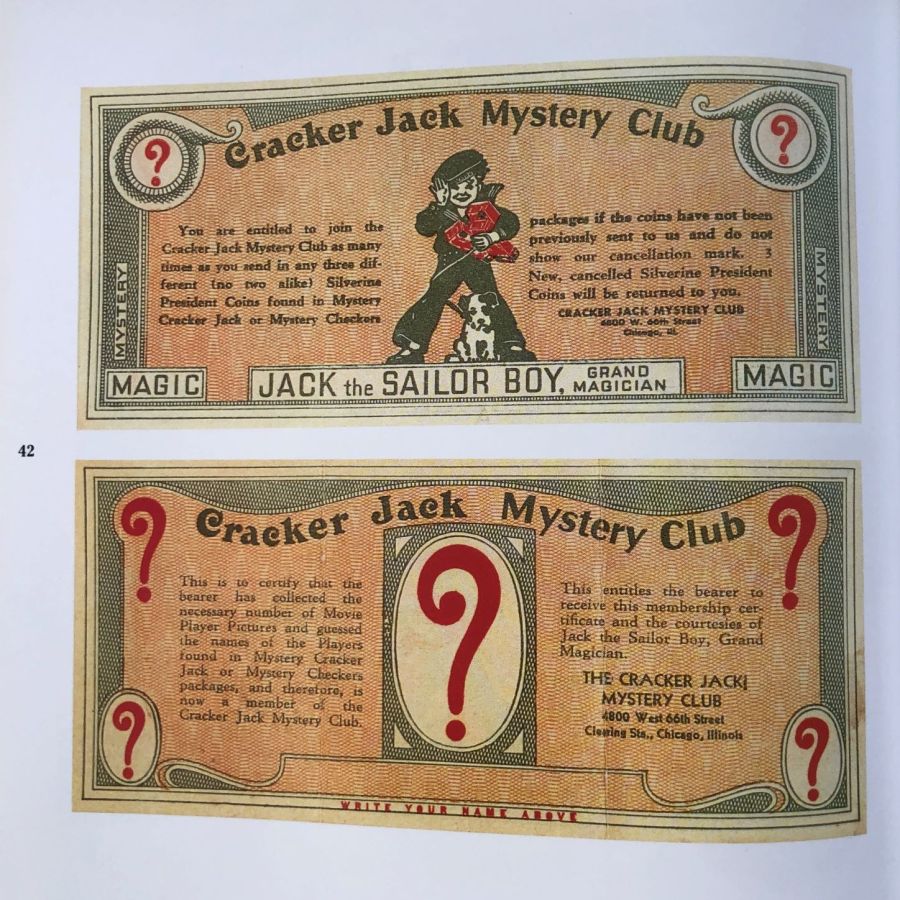 Cracker Jack Mystery Club
?
?
You are entitled to join the
Cracker Jack Mystery Club as many
times as you send in any three dif-
ferent (no two alike) Silverine
President Coins found in Mystery
Cracker Jack or Mystery Checkers
packages if the coins have not been
previously sent to us and do not
show our cancellation mark. 3
New, cancelled Silverine President
Coins will be returned to you.
CRACKER JACK MYSTERY CLUB
4800 W. 66th Street
Chicago, Ill.
MYSTERY
MYSTERY
MAGIC
JACK the SAILOR BOY, GRAND
MAGICIAN
MAGIC
42
Cracker Jack Mystery Club
?
?
?
This is to certify that the
bearer has collected the
necessary number of Movie
Player Pictures and guessed
the names of the Players
found in Mystery Cracker
Jack or Mystery Checkers
packages, and therefore, is
now a member of the
Cracker Jack Mystery Club.
This entitles the bearer to
receive this membership cer-
tificate and the courtesies of
Jack the Sailor Boy, Grand
Magician.
THE CRACKER JACK
MYSTERY CLUB
4800 West 66th Street
Clearing Sta., Chicago, Illinois
?
?
WRITE YOUR NAME ABOVE